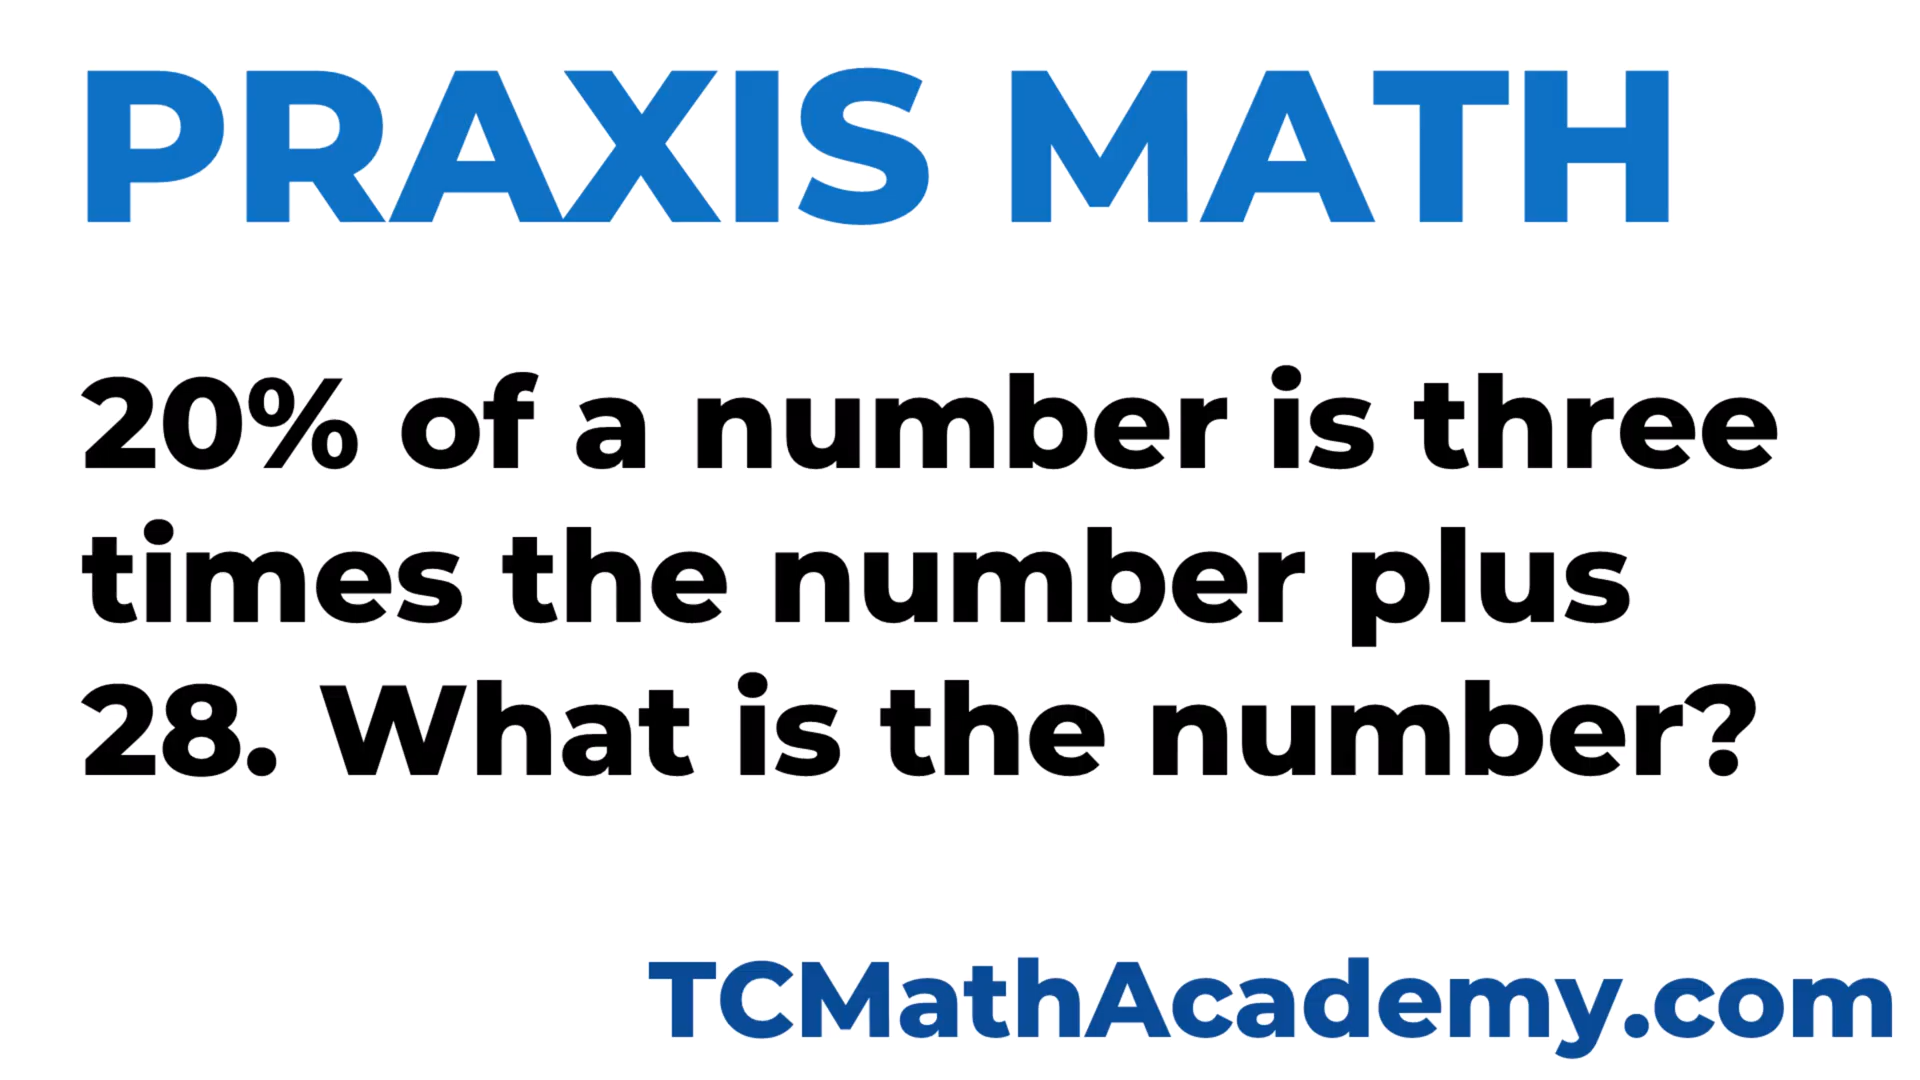 PRAXIS MATH
20% of a number is three
times the number plus
28. What is the number?
TCMathAcademy.com